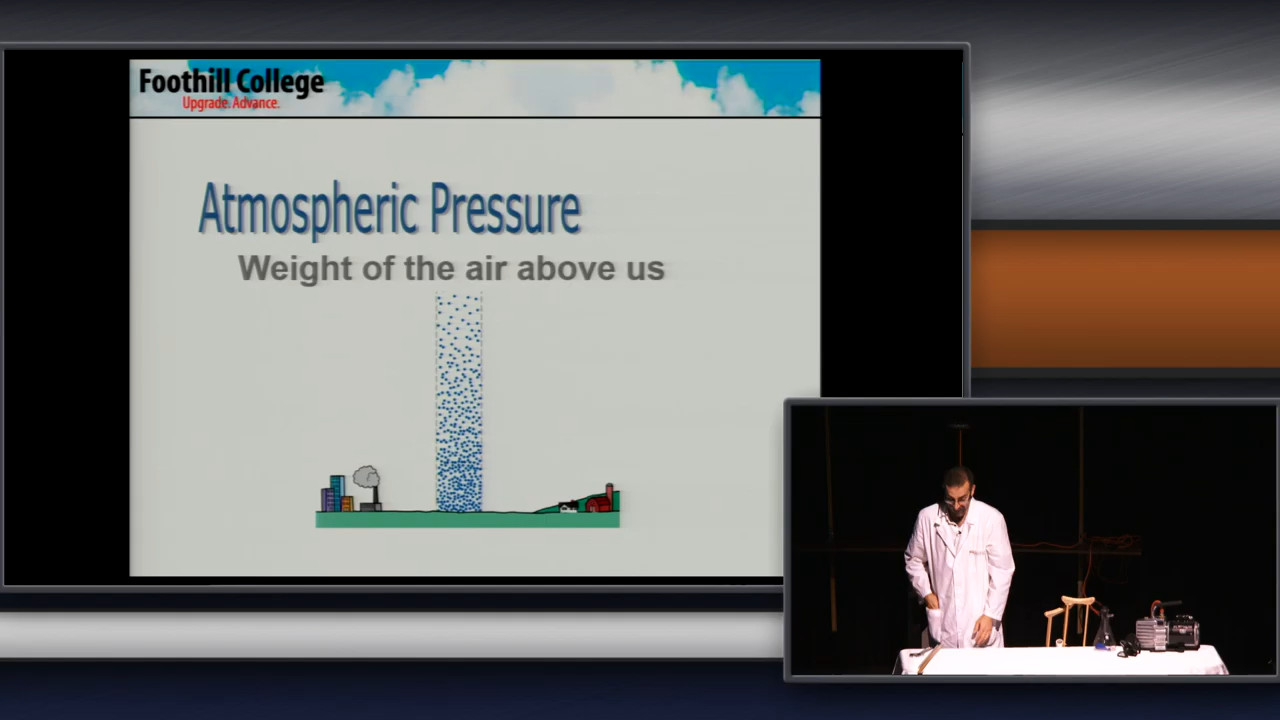 Foothill College
Upgrade. Advance.
Atmospheric Pressure
Weight of the air above us